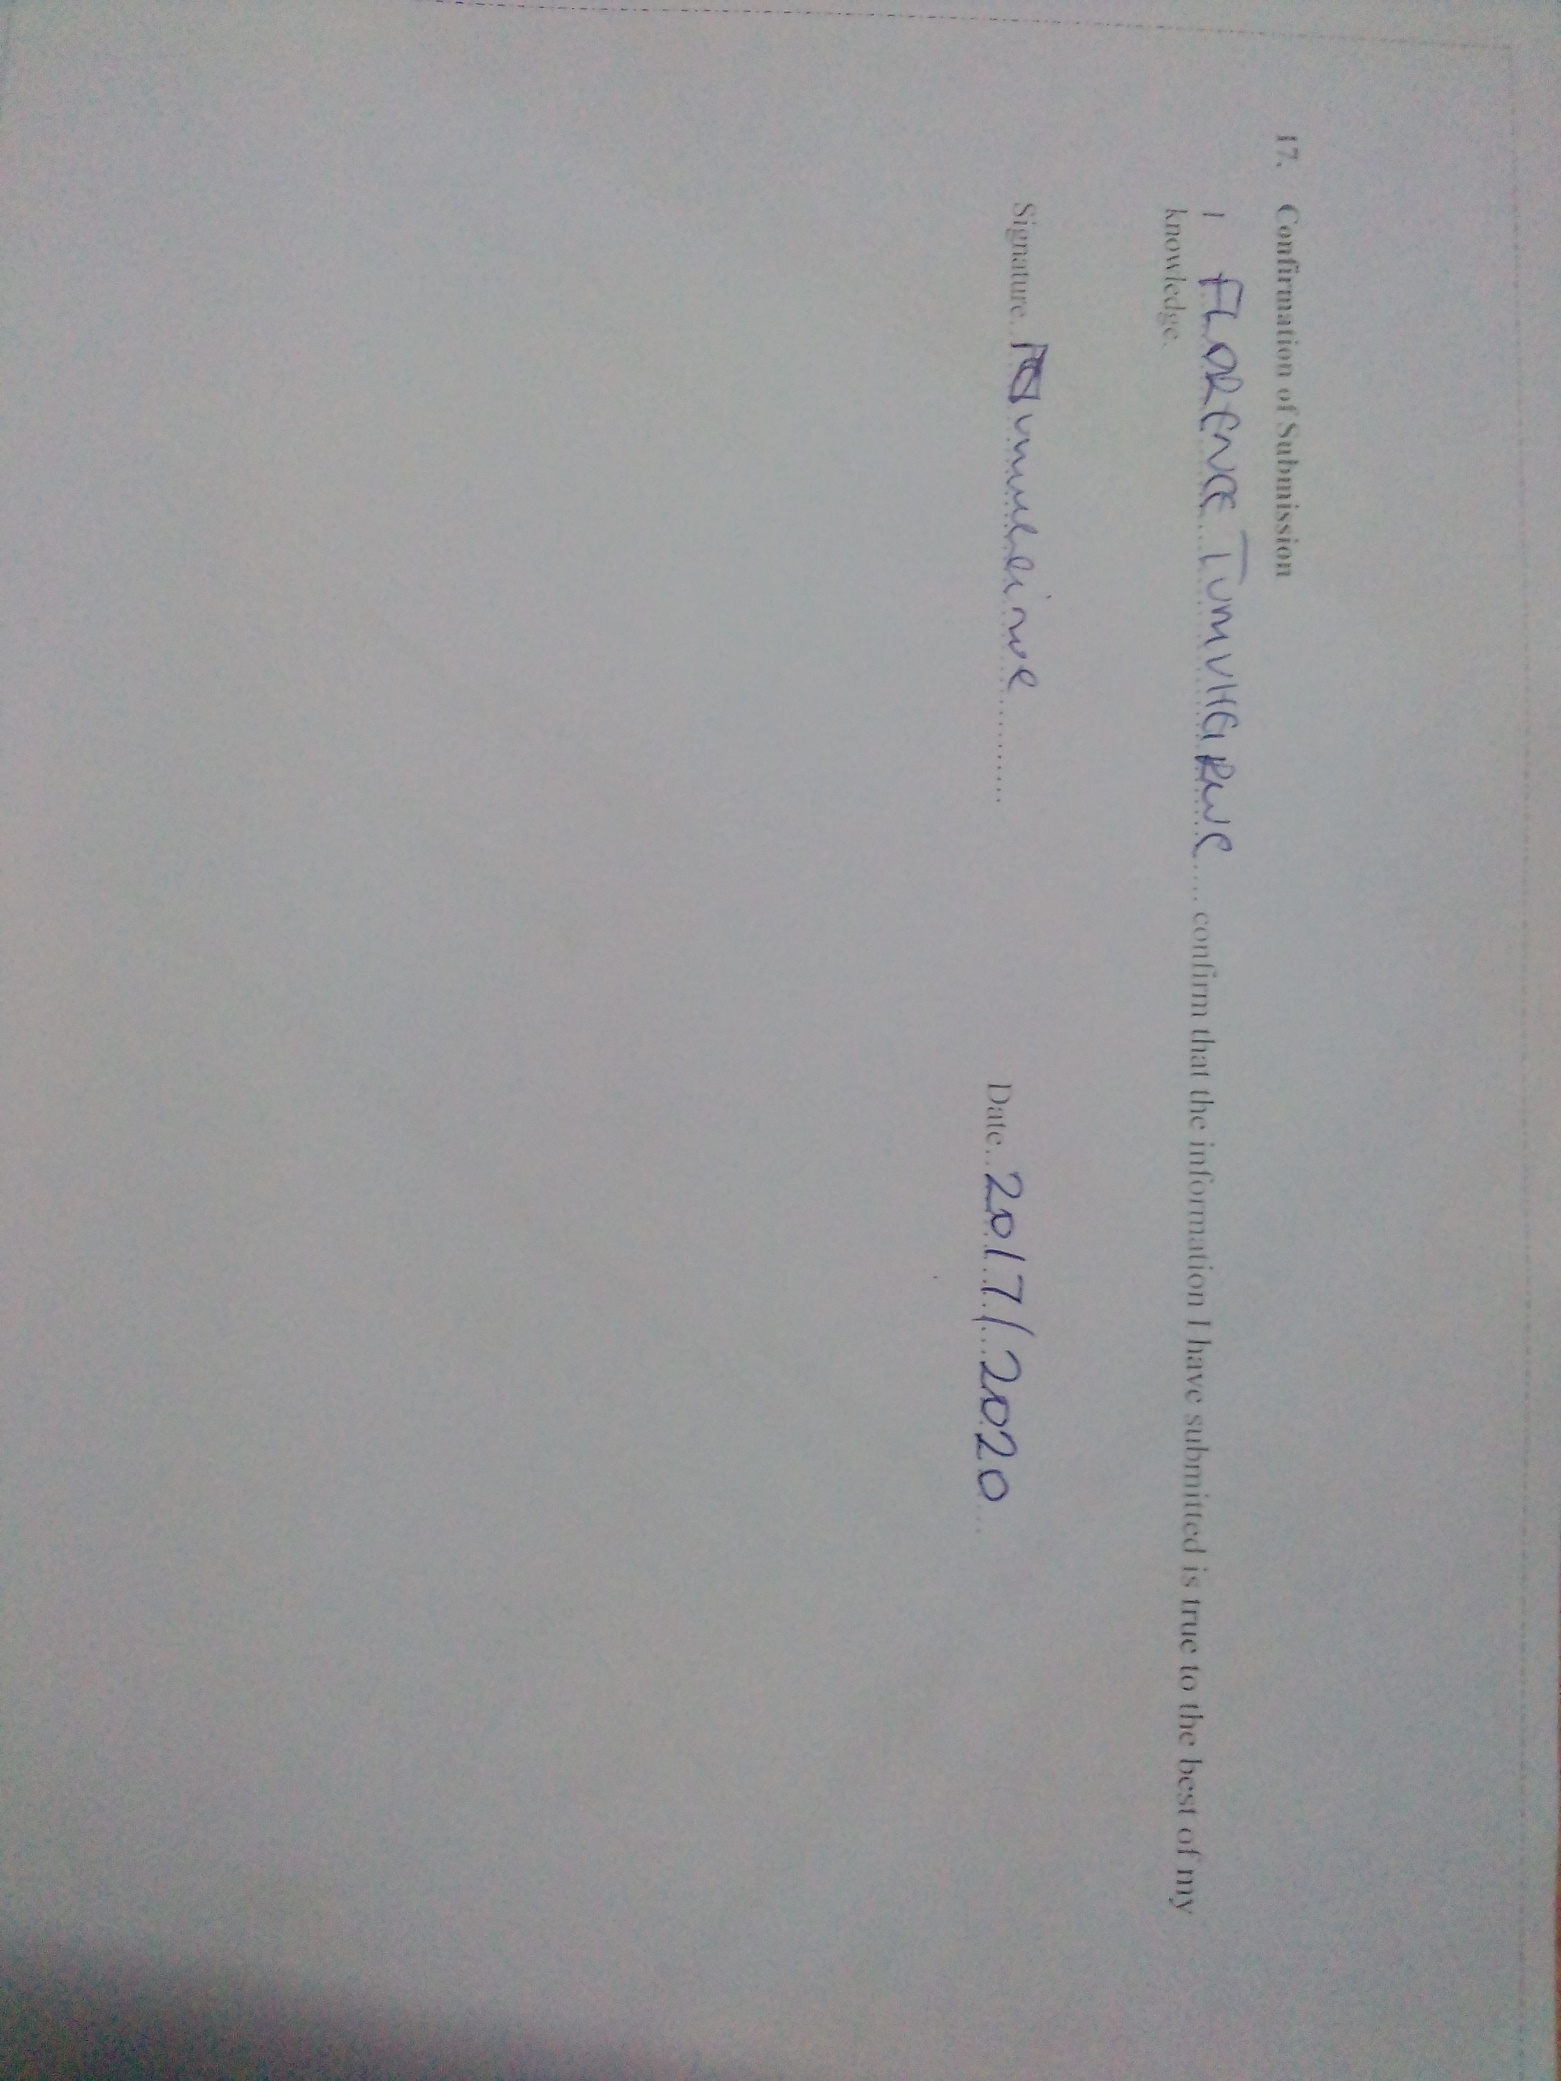 17. Confirmation of Submission
I FLORENCE TUMUHEIRWE.... confirm that the information I have submitted is true to the best of my
knowledge.
Signature.......... Date..20/7/2020...